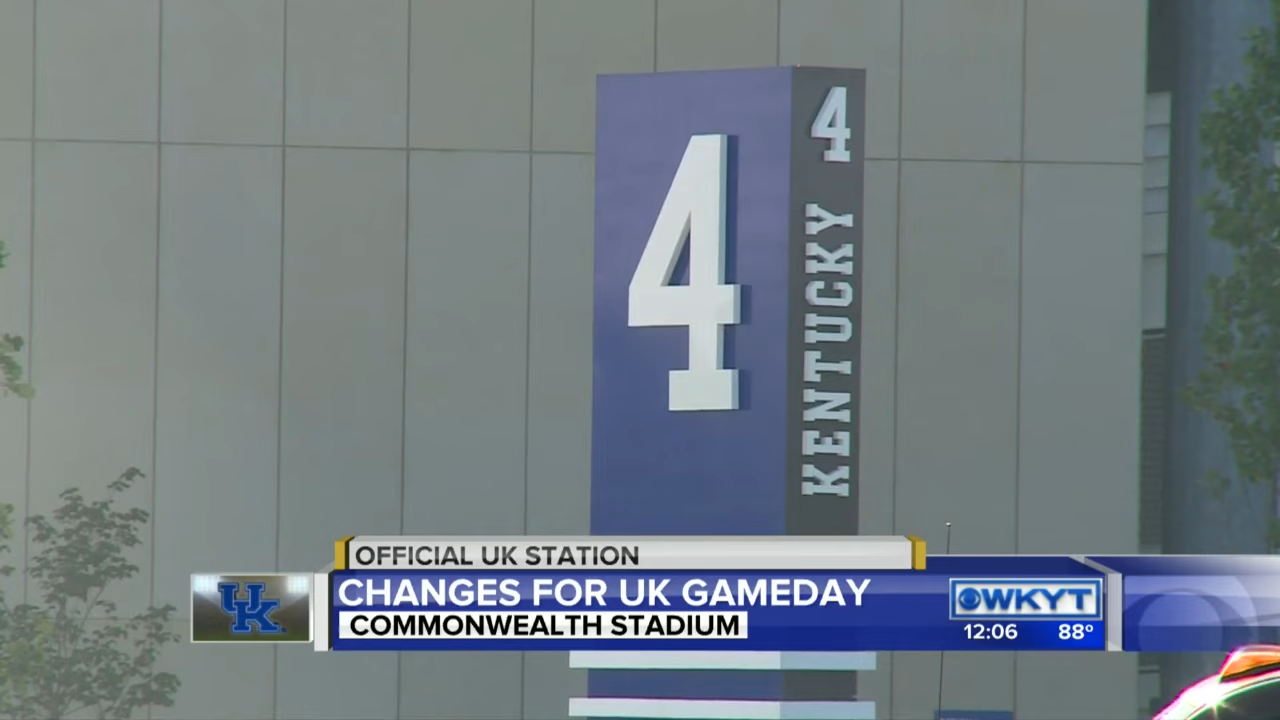 4
4
KENTUCKY
OFFICIAL UK STATION
CHANGES FOR UK GAMEDAY
COMMONWEALTH STADIUM
UK
WKYT
12:06 88°